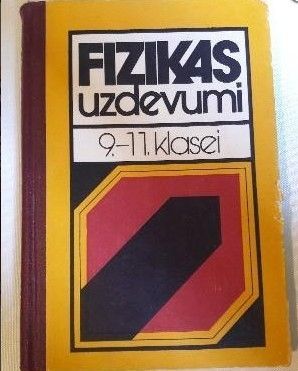 FIZIKAS
uzdevumi
9.-11. klasei